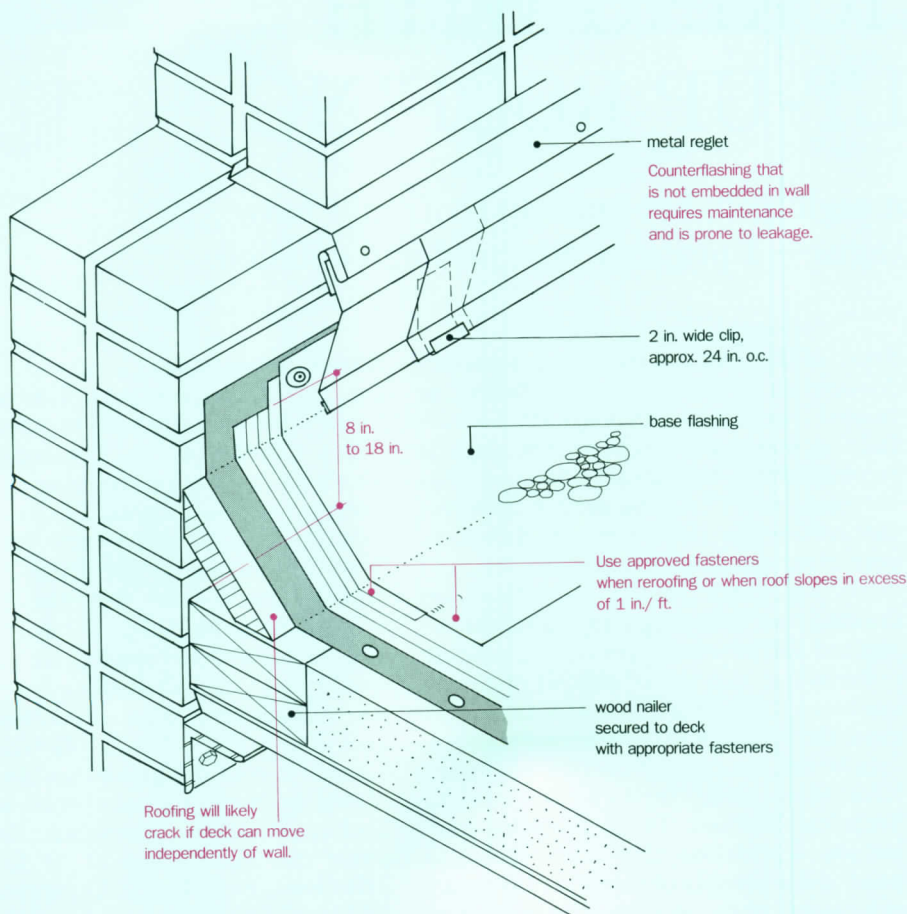 metal reglet
Counterflashing that
is not embedded in wall
requires maintenance
and is prone to leakage.
2 in. wide clip,
approx. 24 in. o.c.
base flashing
8 in.
to 18 in.
Use approved fasteners
when reroofing or when roof slopes in excess
of 1 in./ ft.
wood nailer
secured to deck
with appropriate fasteners
Roofing will likely
crack if deck can move
independently of wall.